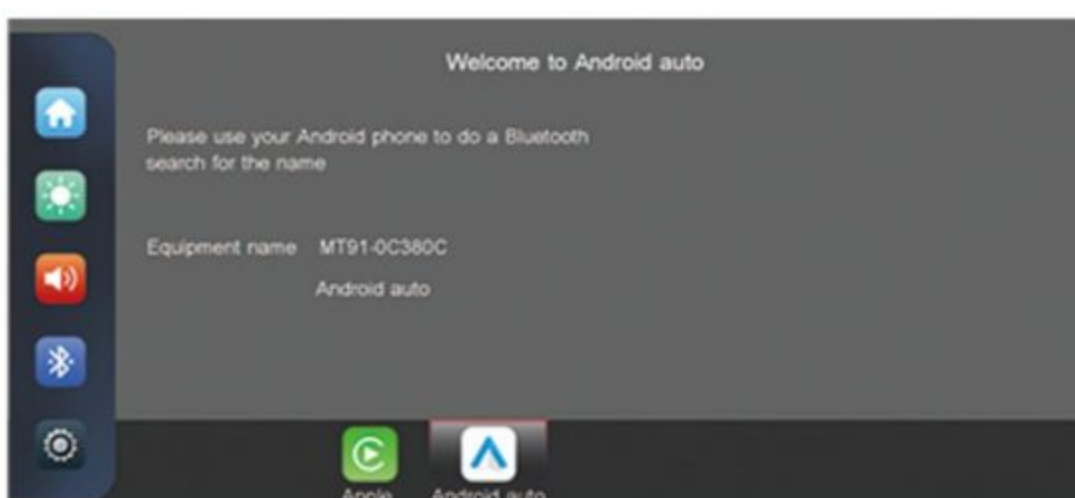 Welcome to Android auto
Please use your Android phone to do a Bluetooth
search for the name
Equipment name MT91-0C380C
Android auto
Apple Android auto